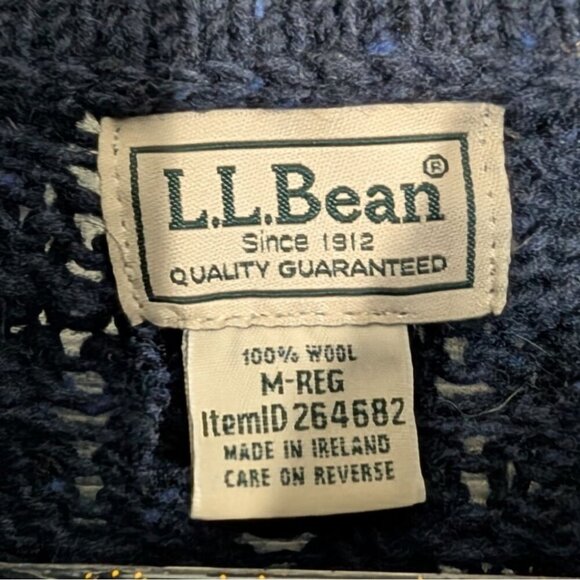 L.L.Bean®
Since 1912
QUALITY GUARANTEED
100% WOOL
M-REG
ItemID 264682
MADE IN IRELAND
CARE ON REVERSE